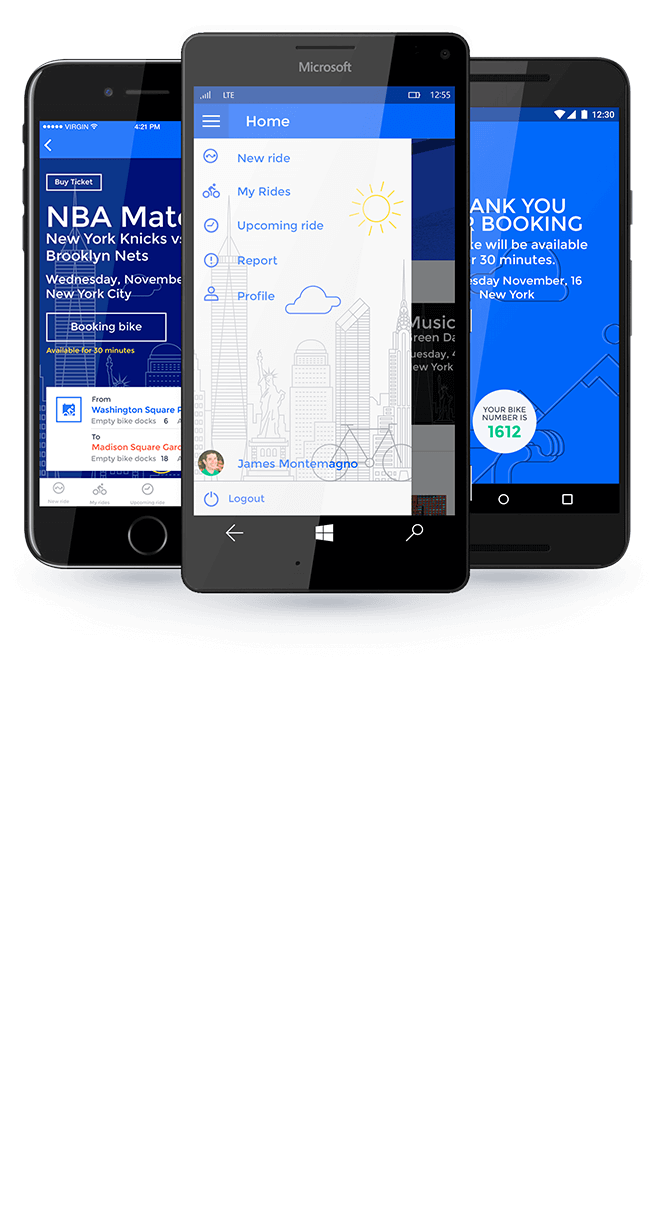 VIRGIN
4:21 PM
Buy Ticket
NBA Mat
New York Knicks vs
Brooklyn Nets
Wednesday, November
New York City
Booking bike
Available for 30 minutes
From
Washington Square P
Empty bike docks 6 A
To
Madison Square Gard
Empty bike docks 18 A
New ride
My rides
Upcoming ride
Microsoft
LTE
12:55
Home
New ride
My Rides
Upcoming ride
Report
Profile
James Montemagno
Logout
Music
Green Da
uesday, 4
New York
12:30
ANK YOU
R BOOKING
te will be available
r 30 minutes.
esday November, 16
New York
YOUR BIKE
NUMBER IS
1612